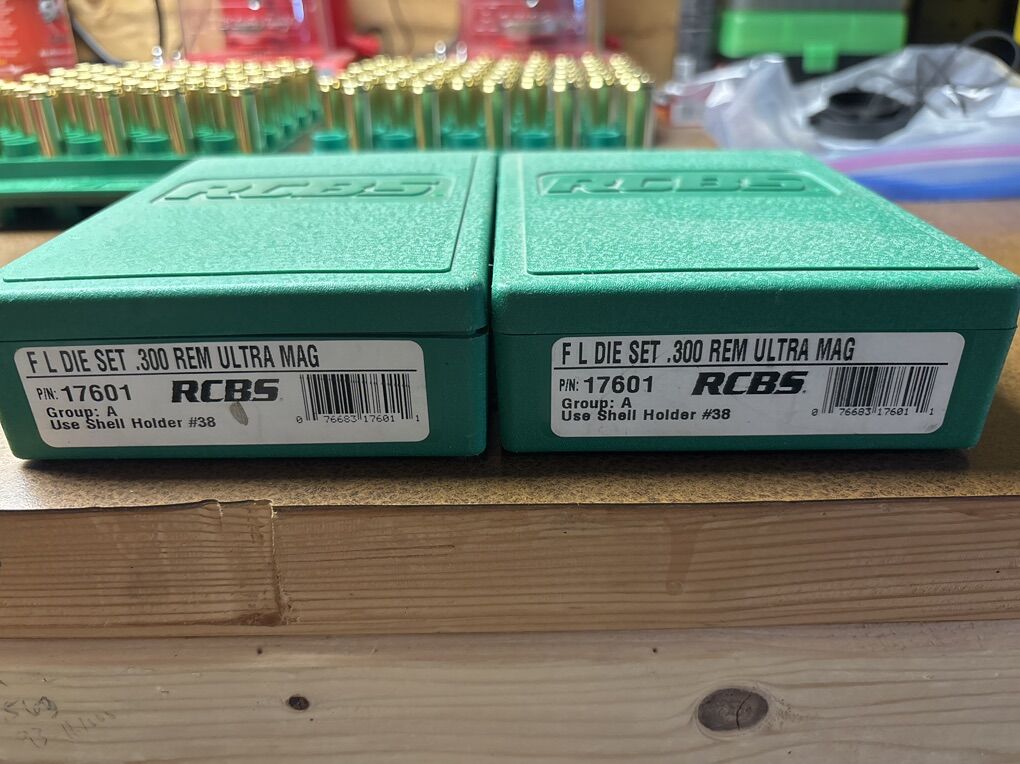 RCBS
RCBS
F L DIE SET .300 REM ULTRA MAG
P/N: 17601 RCBS
Group: A
Use Shell Holder #38
0 76683 17601 1
F L DIE SET .300 REM ULTRA MAG
P/N: 17601 RCBS
Group: A
Use Shell Holder #38
0 76683 17601 1